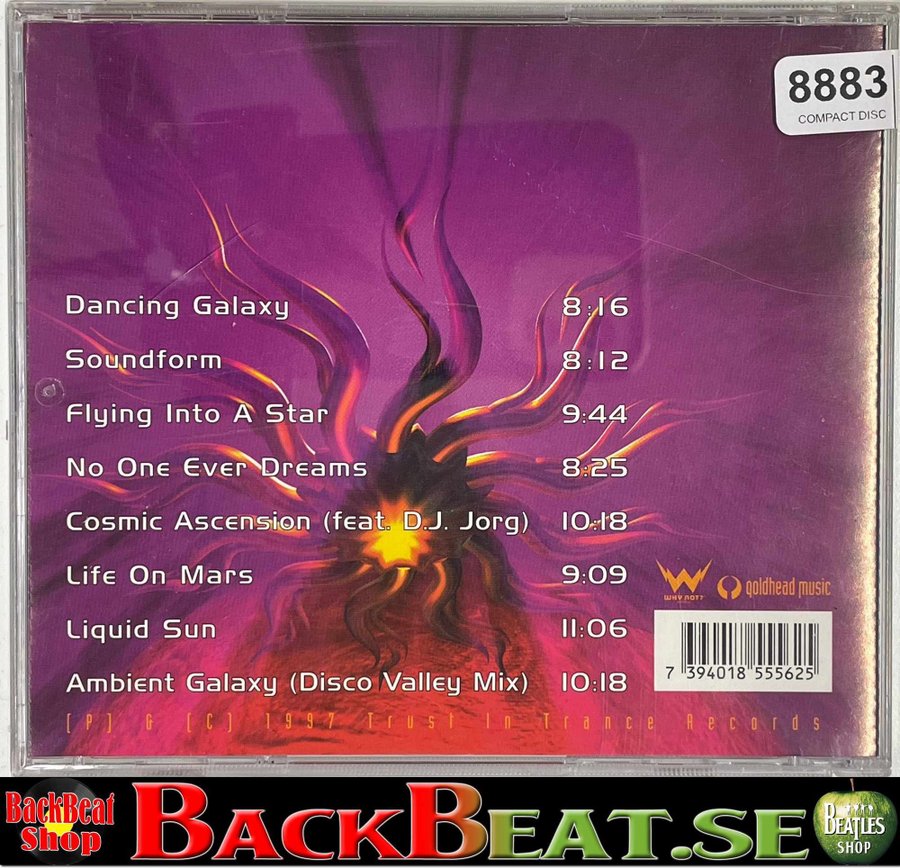 8883
COMPACT DISC
Dancing Galaxy 8:16
Soundform 8:12
Flying Into A Star 9:44
No One Ever Dreams 8:25
Cosmic Ascension (feat. D.J. Jorg) 10:18
Life On Mars 9:09
Liquid Sun 11:06
Ambient Galaxy (Disco Valley Mix) 10:18
WHY NOT?
goldhead music
7 394018 555625
(P) & (C) 1997 Trust In Trance Records
BackBeat
Shop
BACKBEAT.SE
BEATLES
SHOP